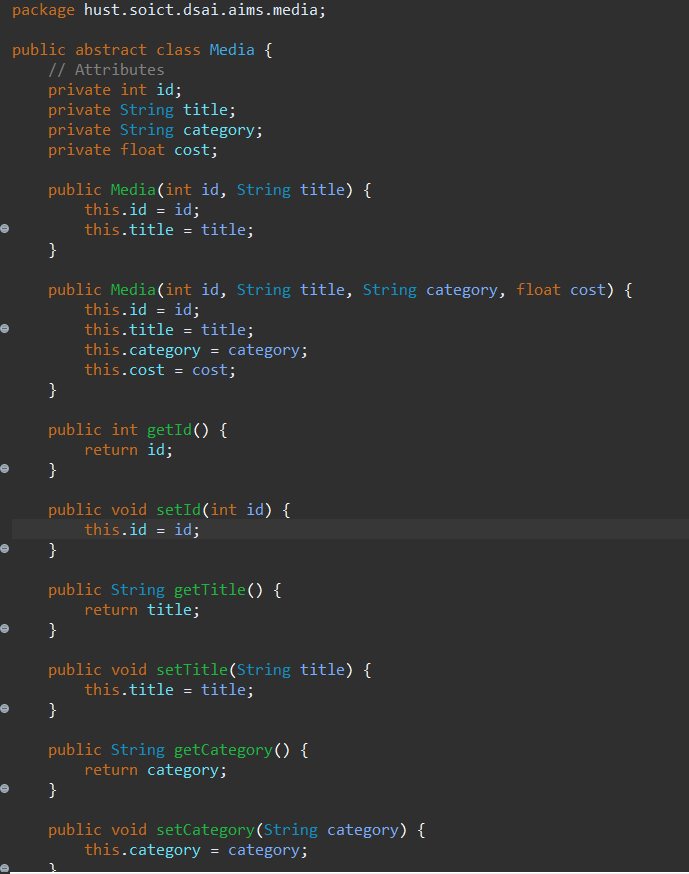 package hust.soict.dsai.aims.media;
public abstract class Media {
// Attributes
private int id;
private String title;
private String category;
private float cost;
public Media(int id, String title) {
this.id = id;
this.title = title;
}
public Media(int id, String title, String category, float cost) {
this.id = id;
this.title = title;
this.category = category;
this.cost = cost;
}
public int getId() {
return id;
}
public void setId(int id) {
this.id = id;
}
public String getTitle() {
return title;
}
public void setTitle(String title) {
this.title = title;
}
public String getCategory() {
return category;
}
public void setCategory(String category) {
this.category = category;
}